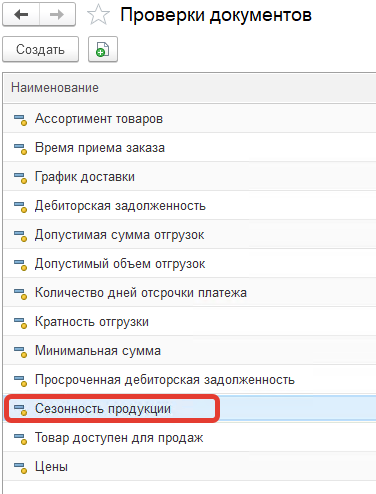 Проверки документов
Создать
Наименование
Ассортимент товаров
Время приема заказа
График доставки
Дебиторская задолженность
Допустимая сумма отгрузок
Допустимый объем отгрузок
Количество дней отсрочки платежа
Кратность отгрузки
Минимальная сумма
Просроченная дебиторская задолженность
Сезонность продукции
Товар доступен для продаж
Цены